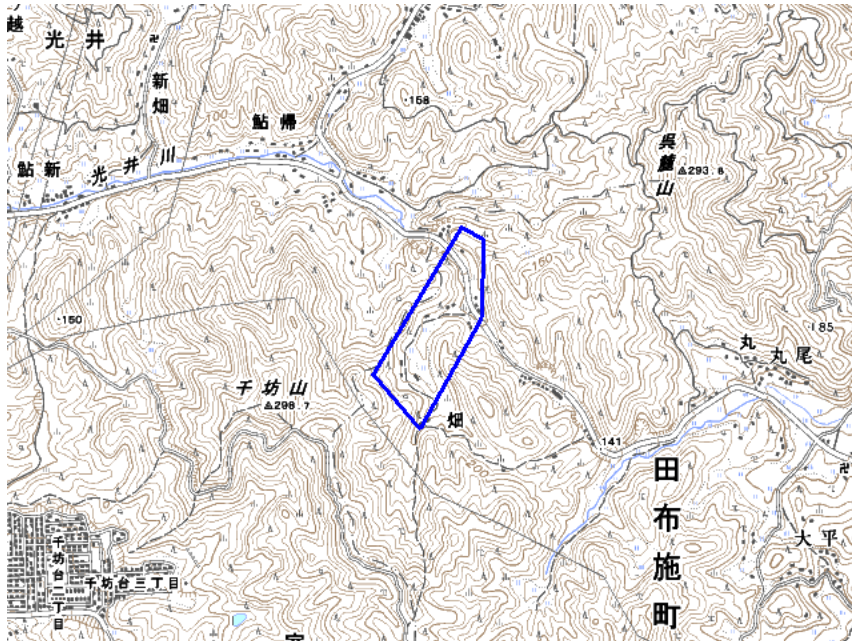 越
光井
新畑
鮎帰
鮎新
光井川
100
・158
呉麓山
△293.8
150
・150
・185
丸尾
丸
千坊山
△298.7
畑
200
・141
田布施町
大平
千坊台二丁目
千坊台三丁目